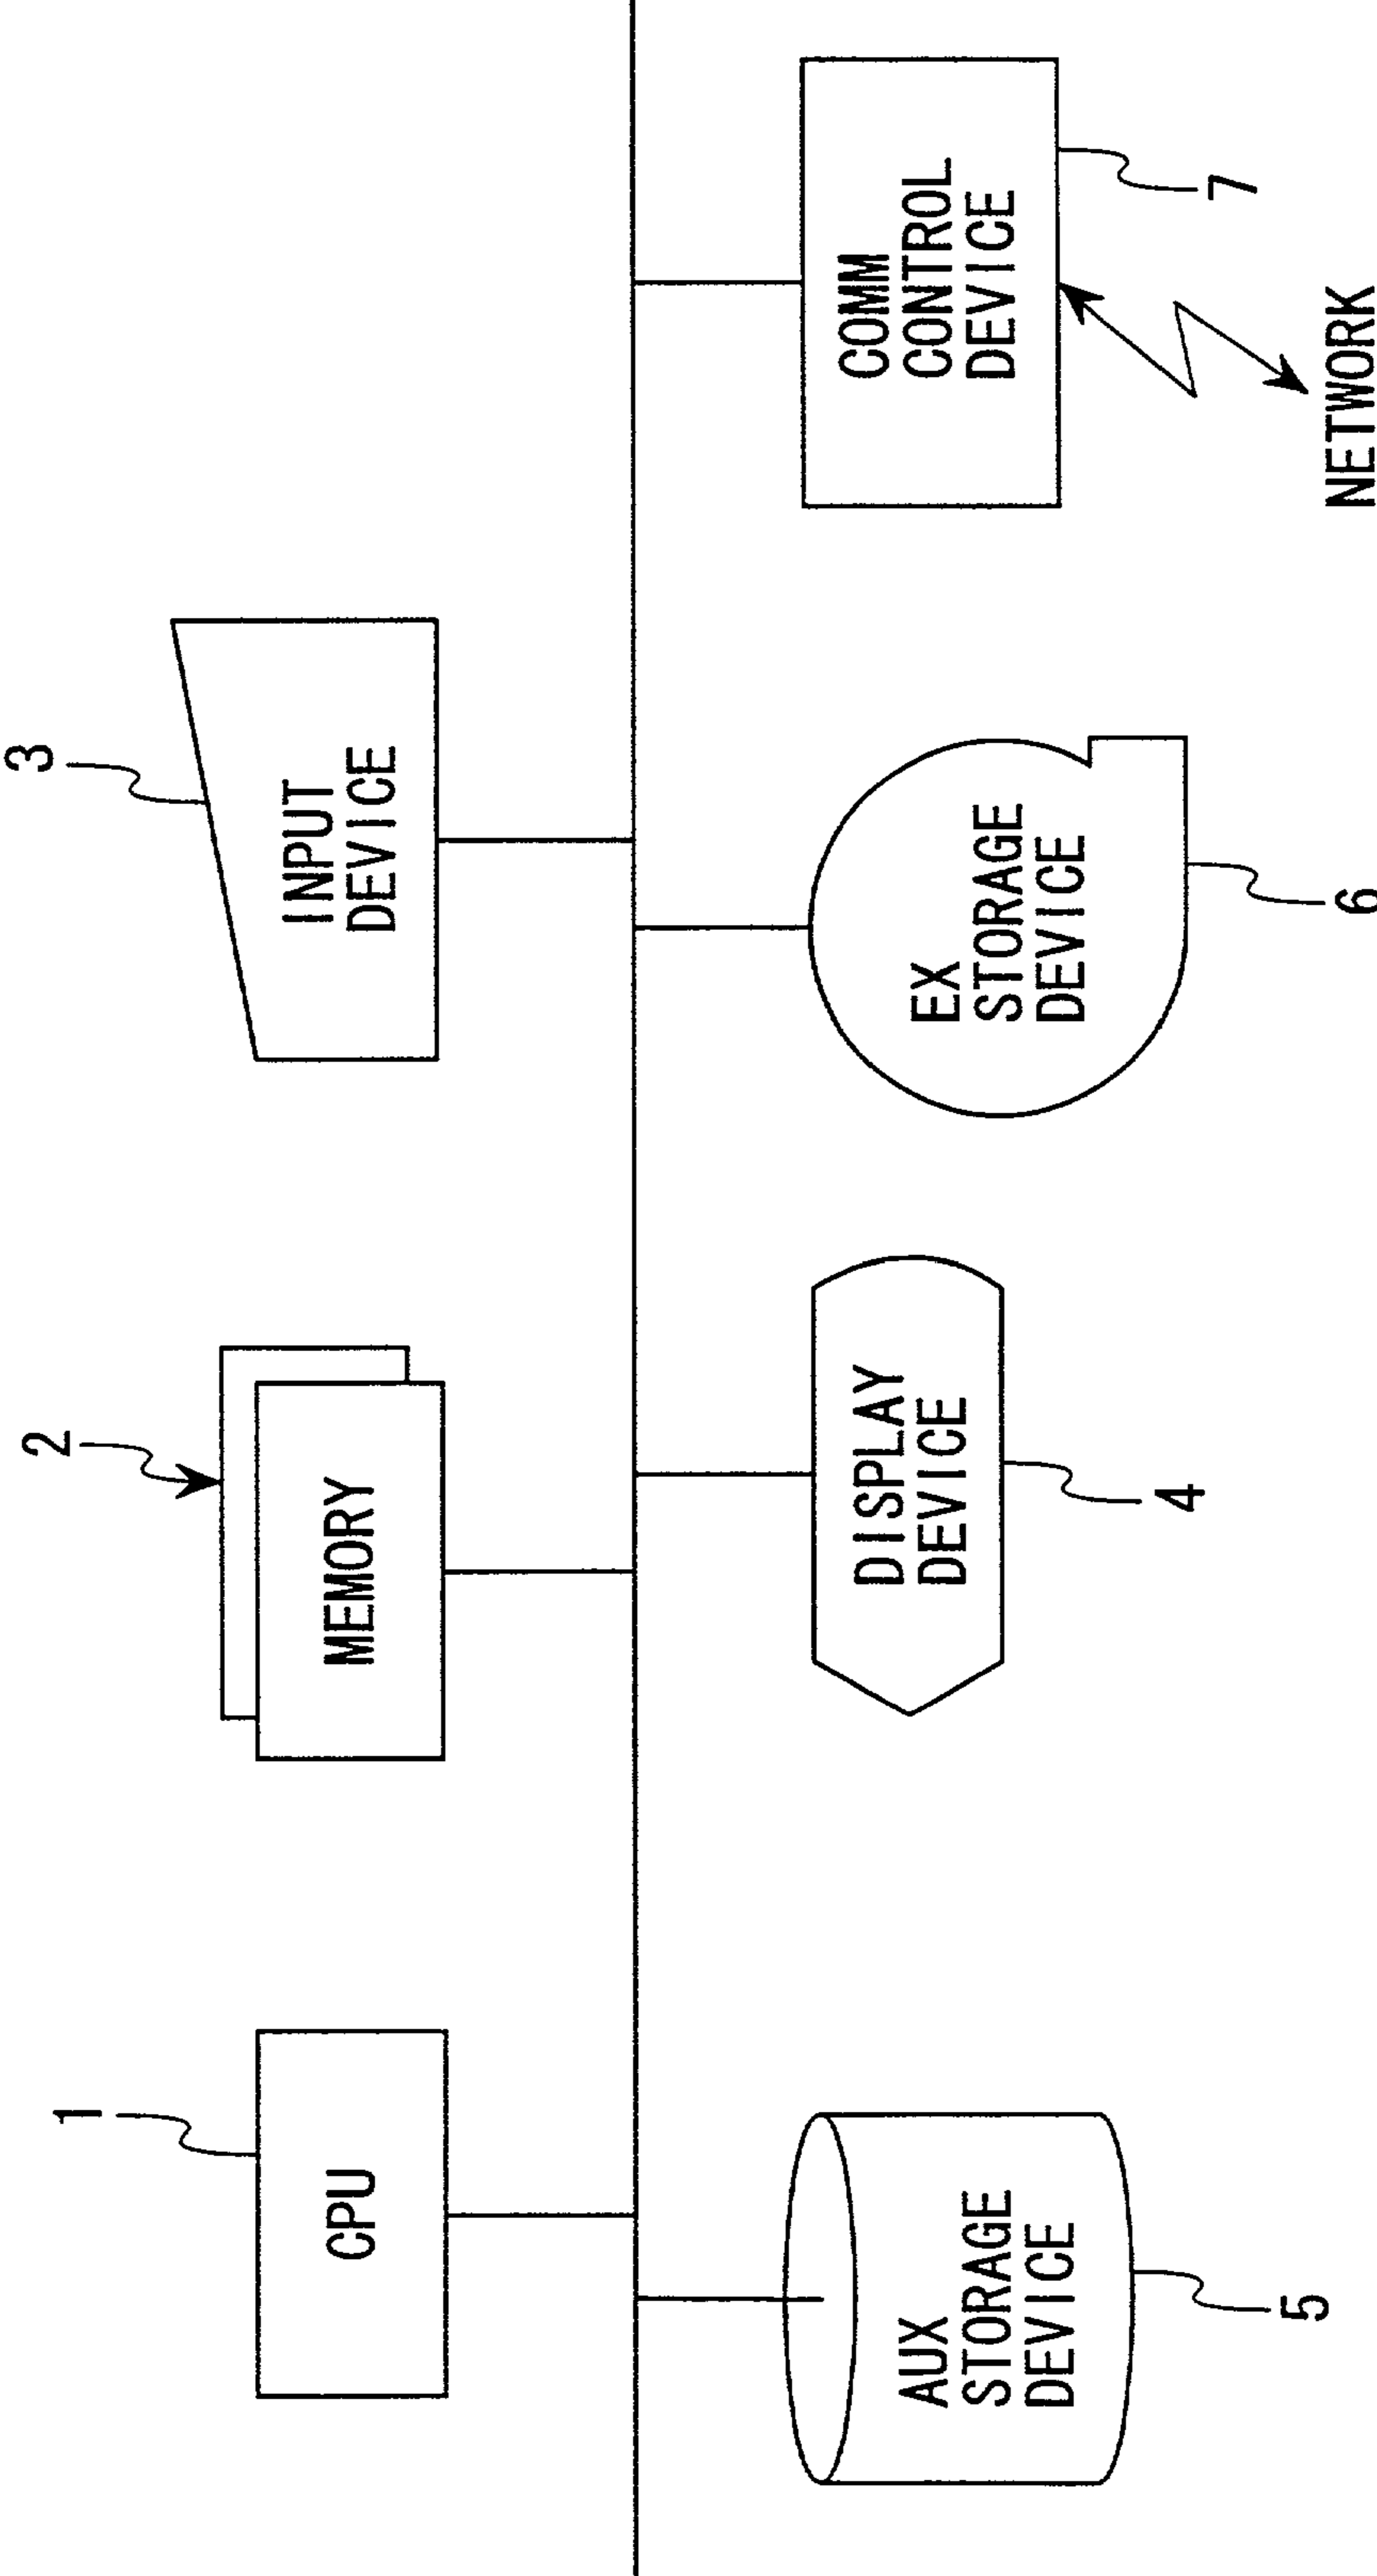 1
CPU
2
MEMORY
3
INPUT
DEVICE
AUX
STORAGE
DEVICE
5
DISPLAY
DEVICE
4
EX
STORAGE
DEVICE
6
COMM
CONTROL
DEVICE
7
NETWORK